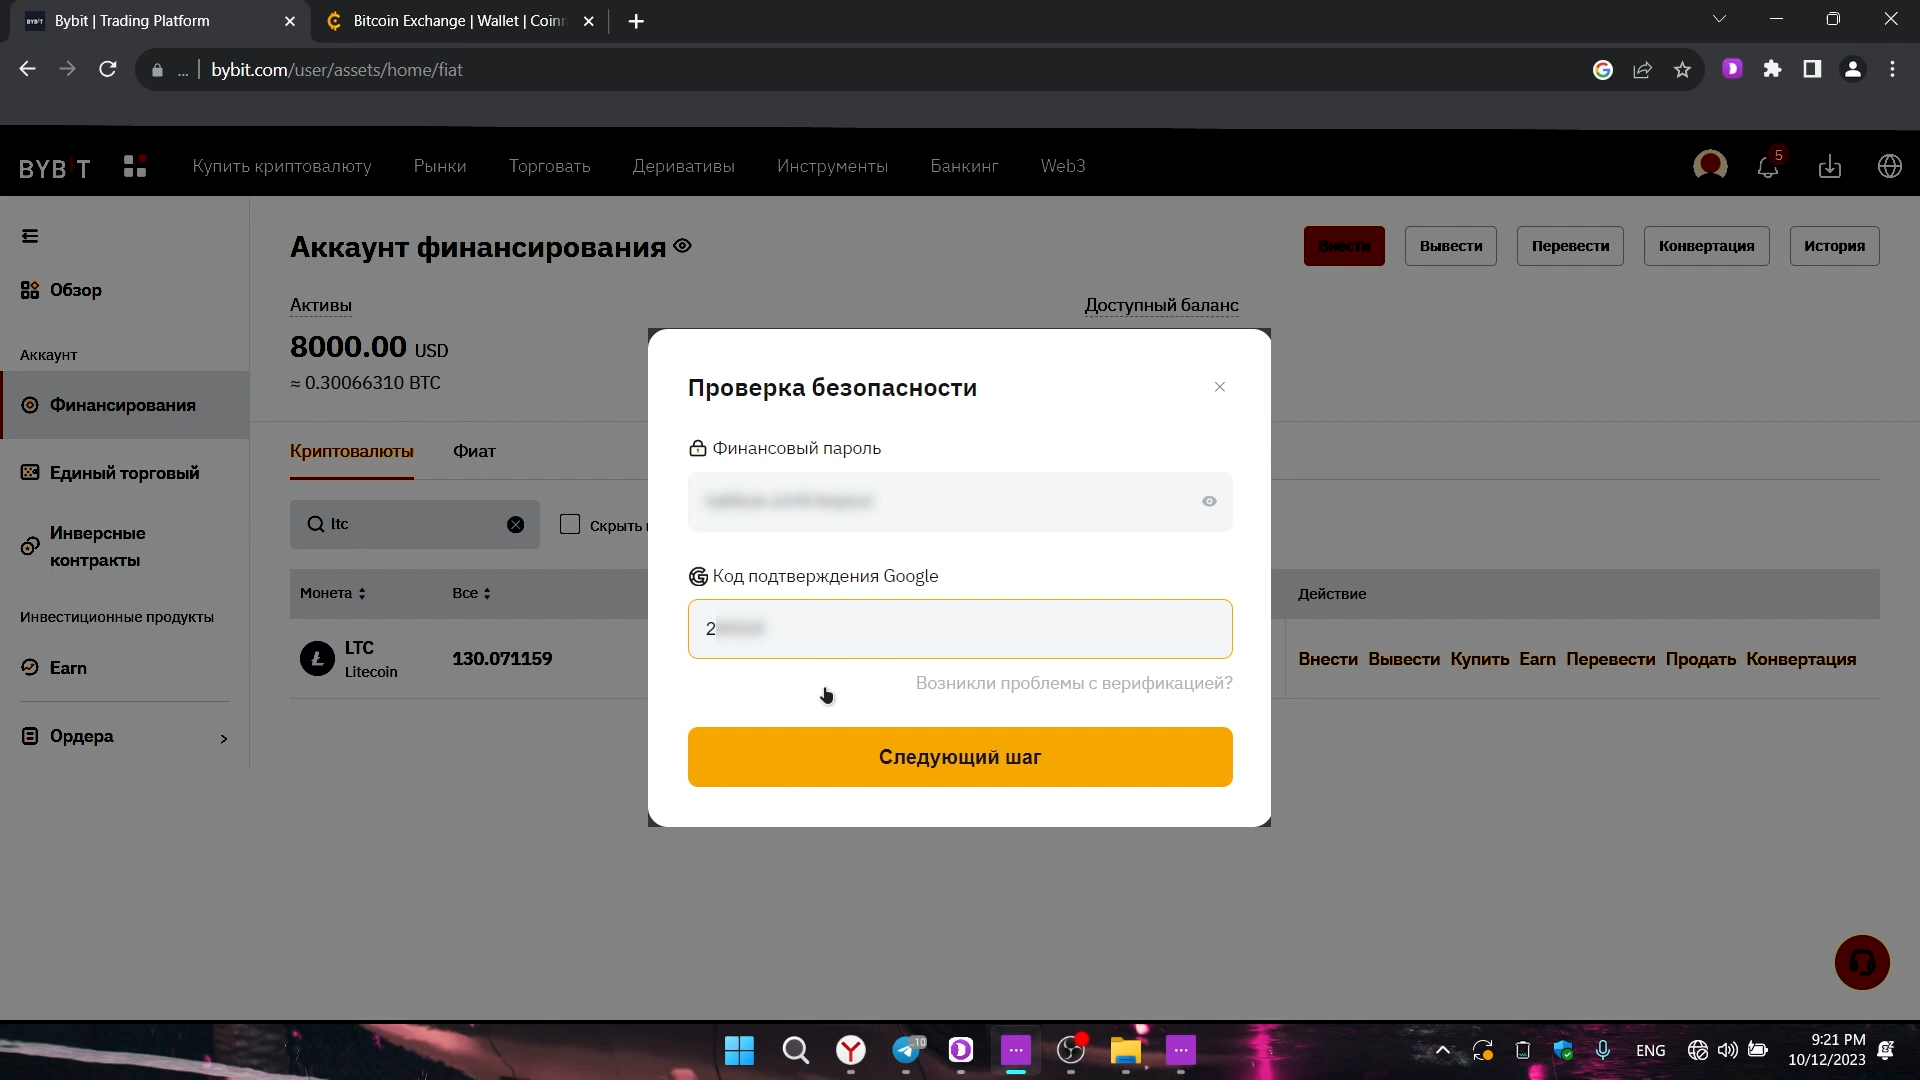 Bybit | Trading Platform
Bitcoin Exchange | Wallet | Coin
... | bybit.com/user/assets/home/fiat
BYBIT
Купить криптовалюту
Рынки
Торговать
Деривативы
Инструменты
Банкинг
Web3
5
Обзор
Аккаунт
Финансирования
Единый торговый
Инверсные
контракты
Инвестиционные продукты
Earn
Ордера
Аккаунт финансирования
Внести
Вывести
Перевести
Конвертация
История
Активы
Доступный баланс
8000.00 USD
≈ 0.30066310 BTC
Криптовалюты
Фиат
ltc
Скрыть
Монета
Все
Действие
LTC
Litecoin
130.071159
Внести Вывести Купить Earn Перевести Продать Конвертация
Проверка безопасности
Финансовый пароль
Код подтверждения Google
2
Возникли проблемы с верификацией?
Следующий шаг
10
ENG
9:21 PM
10/12/2023